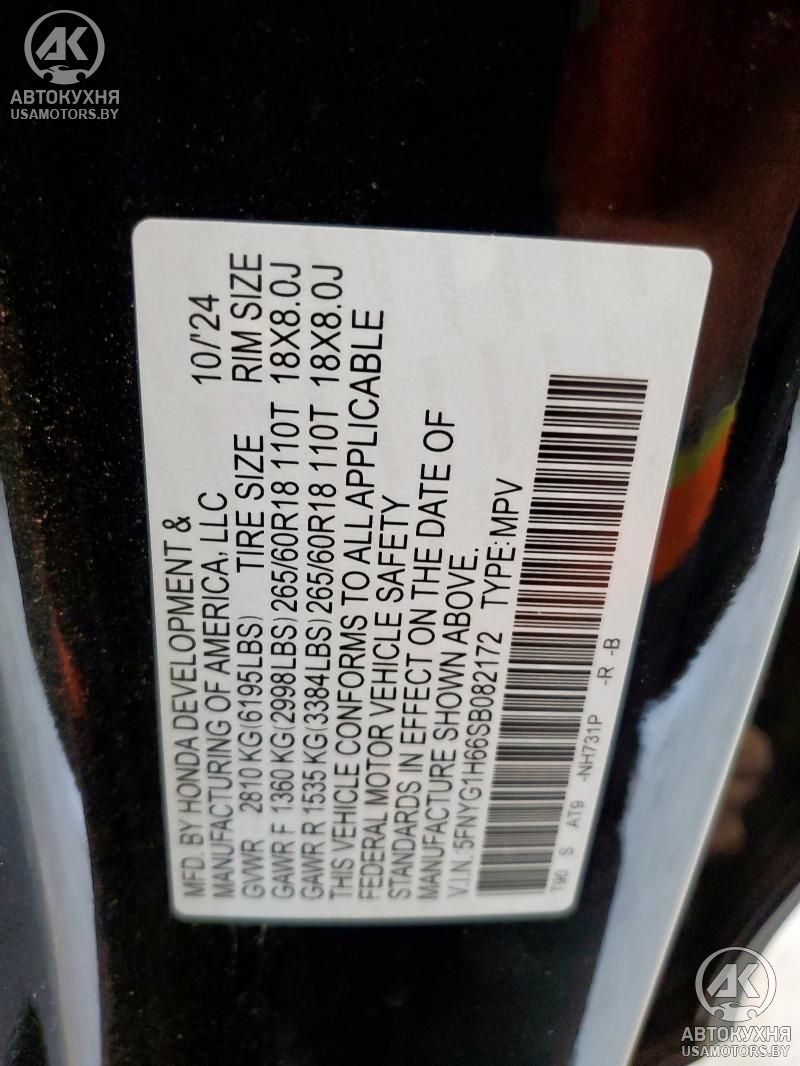 AK
АВТОКУХНЯ
USAMOTORS.BY
MFD. BY HONDA DEVELOPMENT &
MANUFACTURING OF AMERICA, LLC 10/'24
GVWR 2810 KG(6195LBS) TIRE SIZE RIM SIZE
GAWR F 1360 KG(2998LBS)265/60R18 110T 18X8.0J
GAWR R 1535 KG(3384LBS)265/60R18 110T 18X8.0J
THIS VEHICLE CONFORMS TO ALL APPLICABLE
FEDERAL MOTOR VEHICLE SAFETY
STANDARDS IN EFFECT ON THE DATE OF
MANUFACTURE SHOWN ABOVE.
V.I.N.:5FNYG1H66SB082172 TYPE:MPV
T90 S AT9 -NH731P -R -B
AK
АВТОКУХНЯ
USAMOTORS.BY